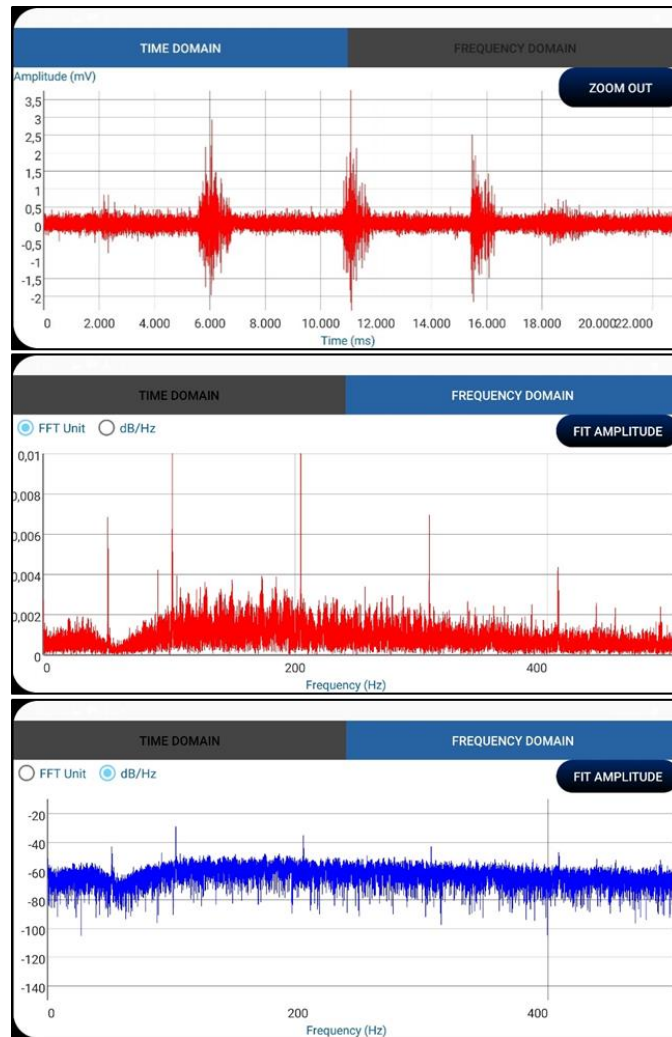 TIME DOMAIN FREQUENCY DOMAIN
Amplitude (mV) ZOOM OUT
3,5
3
2,5
2
1,5
1
0,5
0
-0,5
-1
-1,5
-2
0 2.000 4.000 6.000 8.000 10.000 12.000 14.000 16.000 18.000 20.000 22.000
Time (ms)
TIME DOMAIN FREQUENCY DOMAIN
FFT Unit dB/Hz FIT AMPLITUDE
0,01
0,008
0,006
0,004
0,002
0
0 200 400
Frequency (Hz)
TIME DOMAIN FREQUENCY DOMAIN
FFT Unit dB/Hz FIT AMPLITUDE
-20
-40
-60
-80
-100
-120
-140
0 200 400
Frequency (Hz)